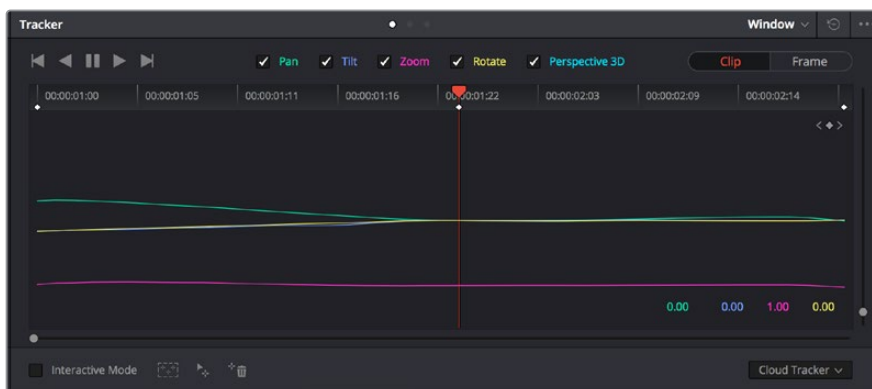 Tracker
Window
Pan Tilt Zoom Rotate Perspective 3D
Clip Frame
00:00:01:00 00:00:01:05 00:00:01:11 00:00:01:16 00:00:01:22 00:00:02:03 00:00:02:09 00:00:02:14
0.00 0.00 1.00 0.00
Interactive Mode
Cloud Tracker